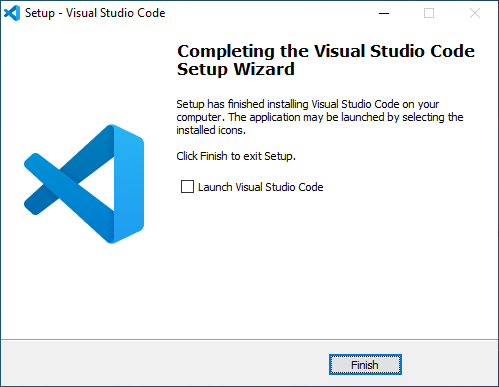 Setup - Visual Studio Code
Completing the Visual Studio Code
Setup Wizard
Setup has finished installing Visual Studio Code on your
computer. The application may be launched by selecting the
installed icons.
Click Finish to exit Setup.
Launch Visual Studio Code
Finish